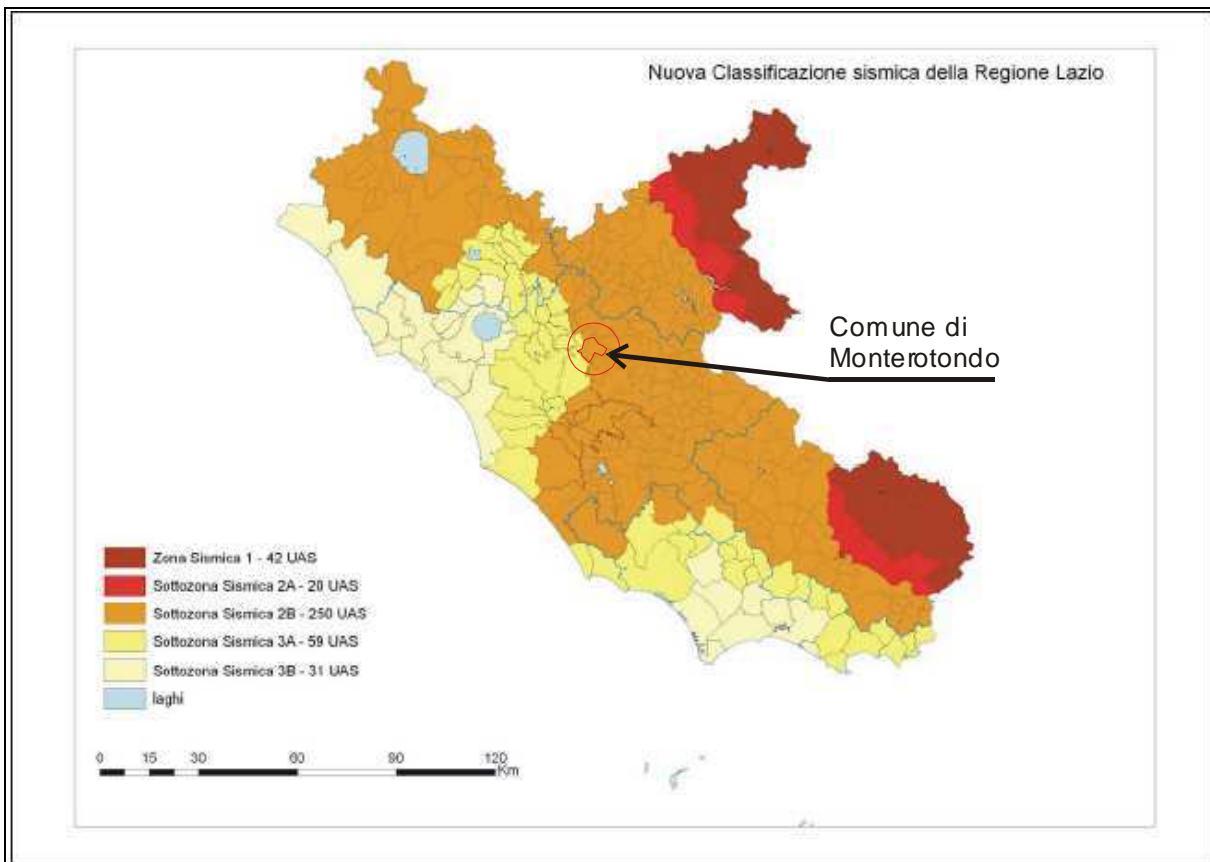 Nuova Classificazione sismica della Regione Lazio
Comune di
Monterotondo
Zona Sismica 1 - 42 UAS
Sottozona Sismica 2A - 20 UAS
Sottozona Sismica 2B - 250 UAS
Sottozona Sismica 3A - 59 UAS
Sottozona Sismica 3B - 31 UAS
laghi
0 15 30 60 90 120
Km